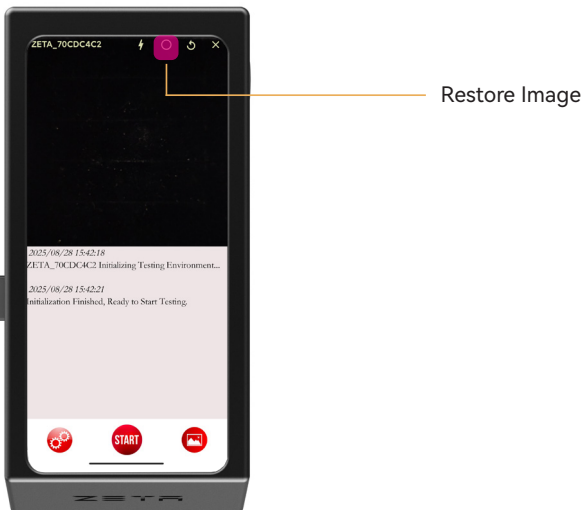 ZETA_70CDC4C2
Restore Image
2025/08/28 15:42:18
ZETA_70CDC4C2 Initializing Testing Environment...
2025/08/28 15:42:21
Initialization Finished, Ready to Start Testing.
START
ZETA